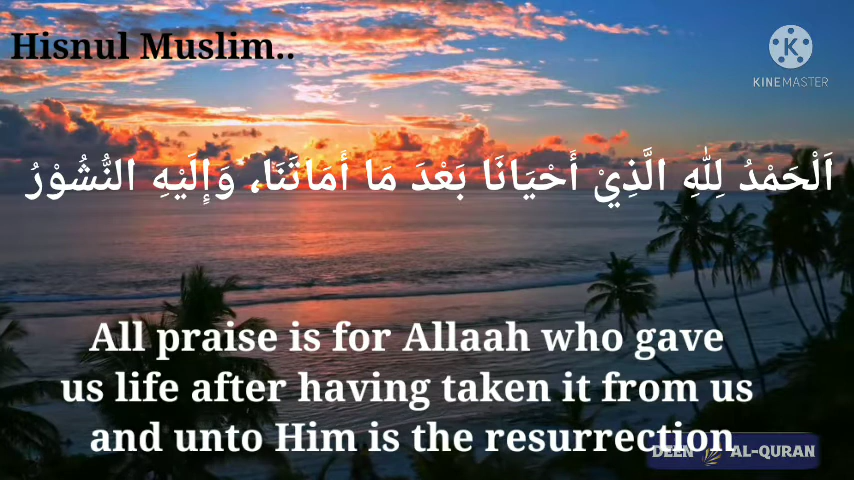 Hisnul Muslim..
KINEMASTER
اَلْحَمْدُ لِلّٰهِ الَّذِيْ أَحْيَانَا بَعْدَ مَا أَمَاتَنَا، وَإِلَيْهِ النُّشُوْرُ
All praise is for Allaah who gave
us life after having taken it from us
and unto Him is the resurrection
DEEN AL-QURAN